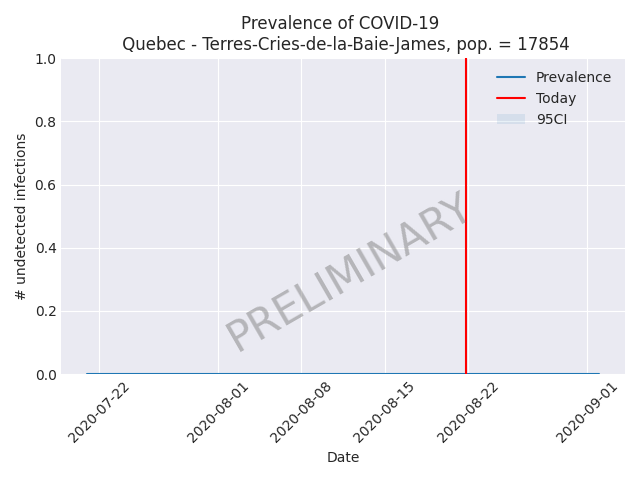 Prevalence of COVID-19
Quebec - Terres-Cries-de-la-Baie-James, pop. = 17854
1.0
0.8
0.6
0.4
0.2
0.0
# undetected infections
Prevalence
Today
95CI
PRELIMINARY
2020-07-22
2020-08-01
2020-08-08
2020-08-15
2020-08-22
2020-09-01
Date